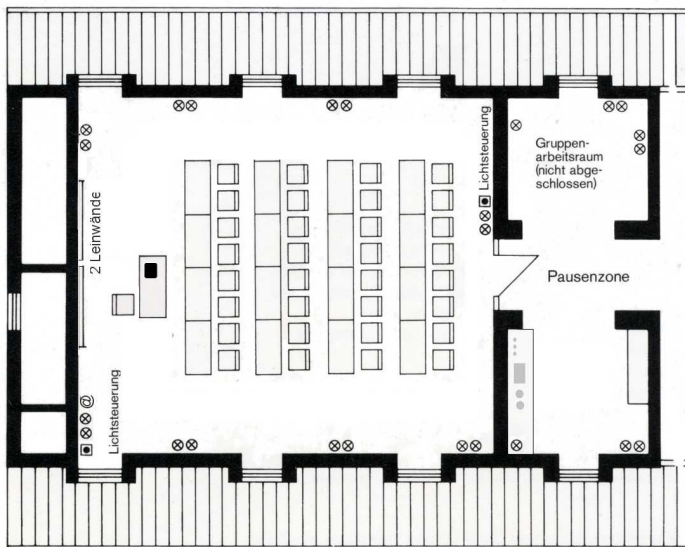 2 Leinwände
@
Lichtsteuerung
Lichtsteuerung
Gruppen-
arbeitsraum
(nicht abge-
schlossen)
Pausenzone